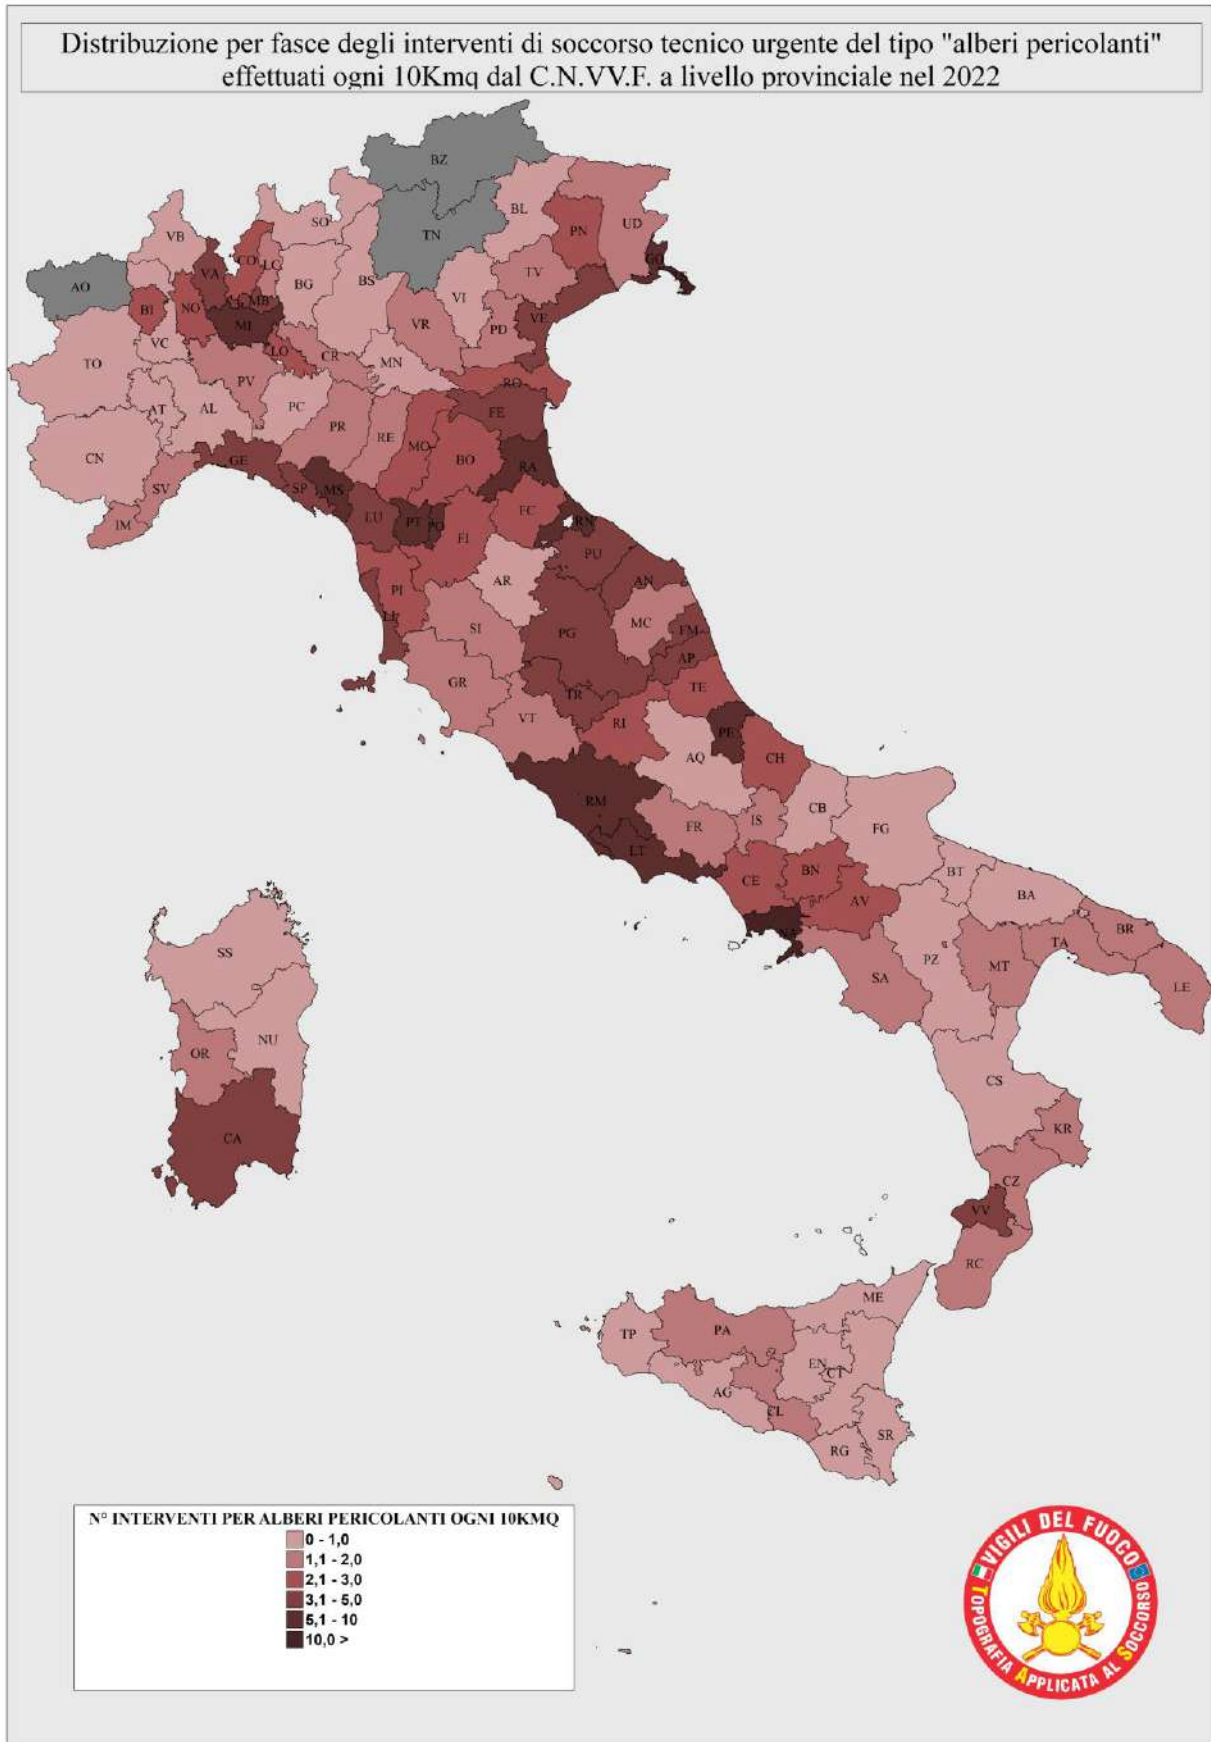 Distribuzione per fasce degli interventi di soccorso tecnico urgente del tipo "alberi pericolanti"
effettuati ogni 10Kmq dal C.N.VV.F. a livello provinciale nel 2022
BZ
BL
UD
SO
TN
PN
VB
GO
CO
LC
VA
TV
BS
AO
BG
VI
BI
NO
MB
VE
MI
VR
PD
VC
LO
TO
CR
MN
PV
RO
AT
AL
PC
FE
PR
RE
MO
CN
GE
BO
RA
SV
SP
MS
FC
IM
LU
PT
PO
RN
FI
PU
AR
AN
PI
LI
MC
SI
PG
FM
AP
GR
TR
TE
VT
RI
PE
AQ
CH
RM
CB
IS
FR
FG
LT
BN
BT
CE
BA
AV
BR
SS
PZ
TA
MT
SA
LE
NU
OR
CS
CA
KR
CZ
VV
RC
ME
TP
PA
EN
CT
AG
CL
SR
RG
N° INTERVENTI PER ALBERI PERICOLANTI OGNI 10KMQ
0 - 1,0
1,1 - 2,0
2,1 - 3,0
3,1 - 5,0
5,1 - 10
10,0 >
VIGILI DEL FUOCO
TOPOGRAFIA APPLICATA AL SOCCORSO